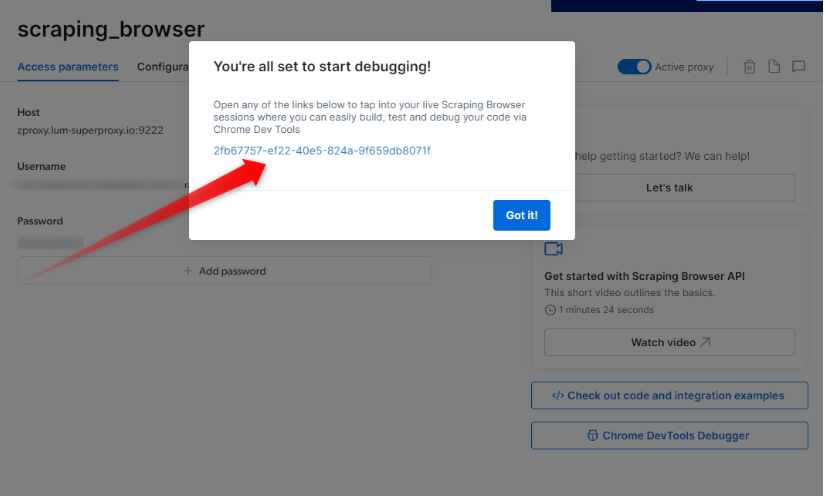 scraping_browser
Access parameters
Configura
Active proxy
You're all set to start debugging!
Open any of the links below to tap into your live Scraping Browser
sessions where you can easily build, test and debug your code via
Chrome Dev Tools
2fb67757-ef22-40e5-824a-9f659db8071f
Got it!
Host
zproxy.lum-superproxy.io:9222
Username
Password
Add password
help getting started? We can help!
Let's talk
Get started with Scraping Browser API
This short video outlines the basics.
1 minutes 24 seconds
Watch video
</> Check out code and integration examples
Chrome DevTools Debugger